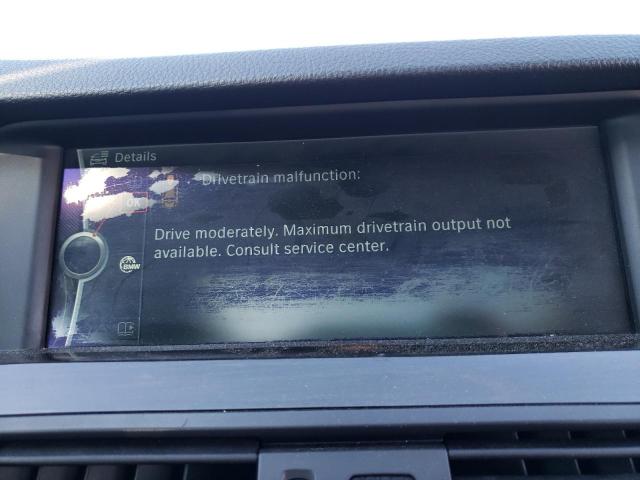 Details
Drivetrain malfunction:
OK
Drive moderately. Maximum drivetrain output not
available. Consult service center.
BMW